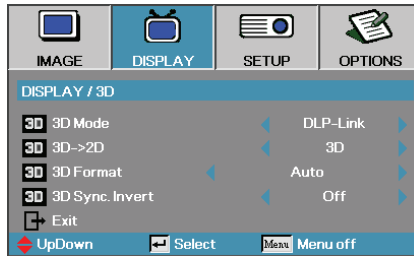 IMAGE DISPLAY SETUP OPTIONS
DISPLAY / 3D
3D 3D Mode DLP-Link
3D 3D->2D 3D
3D 3D Format Auto
3D 3D Sync. Invert Off
Exit
UpDown Select Menu Menu off